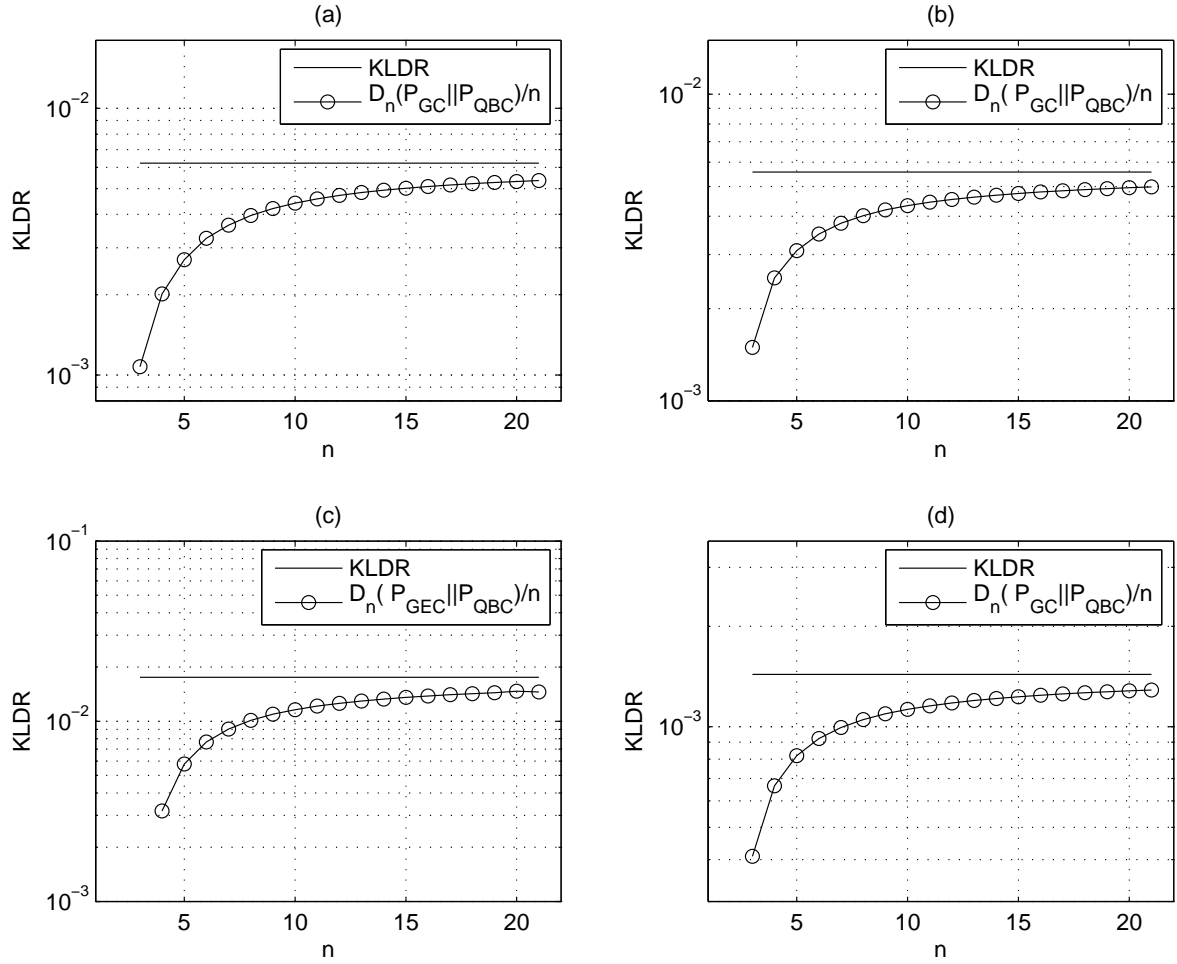 (a)
KLDR
D_n(P_GC||P_QBC)/n
10^−2
10^−3
KLDR
5
10
15
20
n
(b)
KLDR
D_n( P_GC||P_QBC)/n
10^−2
10^−3
KLDR
5
10
15
20
n
(c)
KLDR
D_n( P_GEC||P_QBC)/n
10^−1
10^−2
10^−3
KLDR
5
10
15
20
n
(d)
KLDR
D_n( P_GC||P_QBC)/n
10^−3
KLDR
5
10
15
20
n